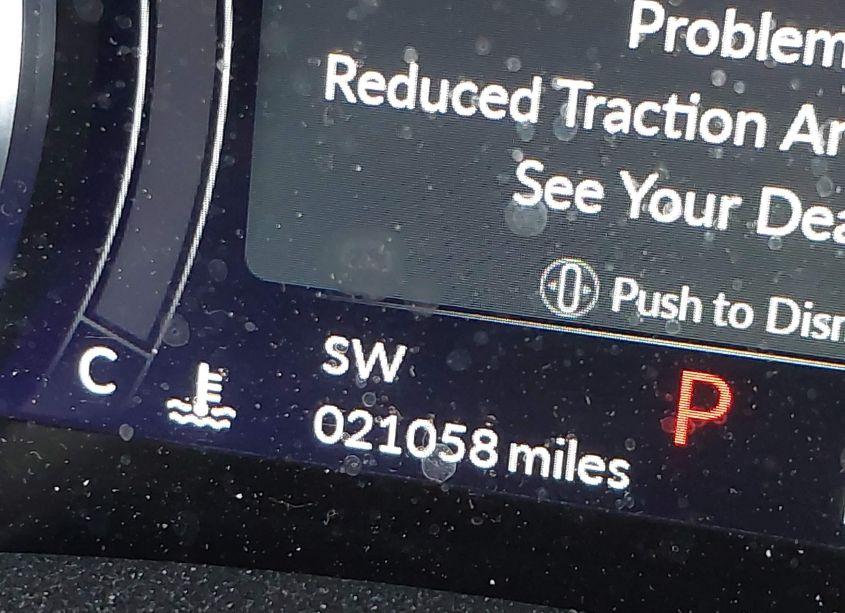 Problem
Reduced Traction
See Your
Push to
C
SW
021058 miles
P